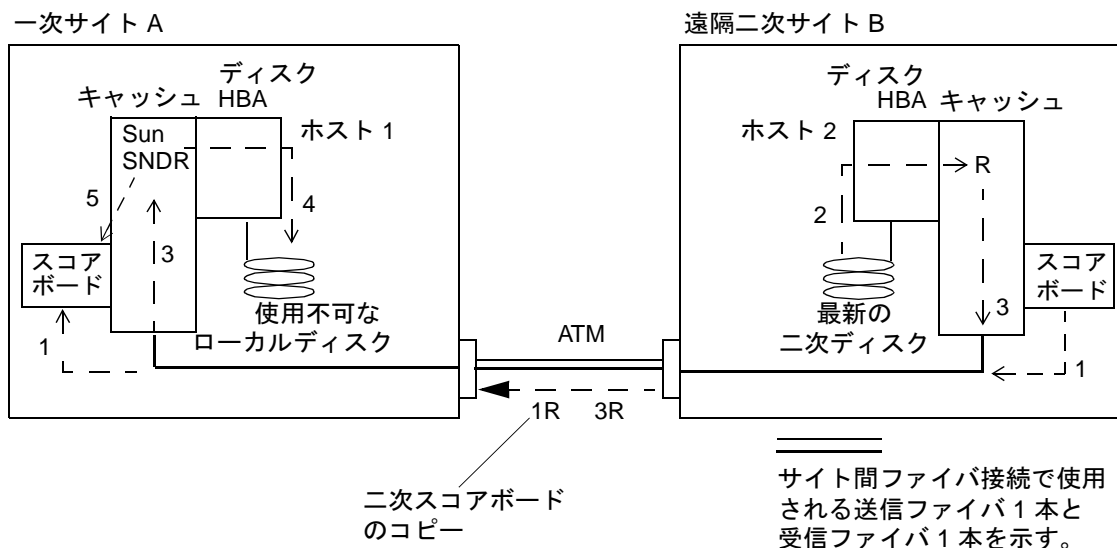 一次サイト A
遠隔二次サイト B
ディスク
HBA
キャッシュ
Sun
SNDR
ホスト 1
5
3
4
スコア
ボード
1
使用不可な
ローカルディスク
ATM
1R 3R
二次スコアボード
のコピー
ディスク
HBA キャッシュ
ホスト 2
R
2
3
スコア
ボード
最新の
二次ディスク
1
サイト間ファイバ接続で使用
される送信ファイバ 1 本と
受信ファイバ 1 本を示す。